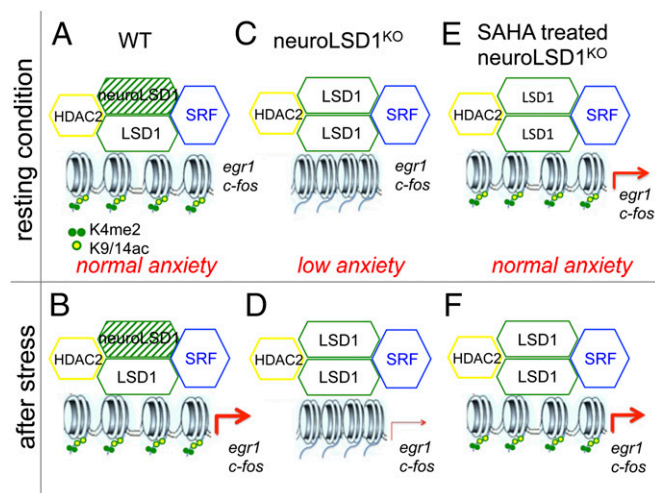 A WT
C neuroLSD1KO
E SAHA treated
neuroLSD1KO
resting condition
HDAC2 neuroLSD1 LSD1 SRF
egr1
c-fos
K4me2
K9/14ac
normal anxiety
HDAC2 LSD1 LSD1 SRF
egr1
c-fos
low anxiety
HDAC2 LSD1 LSD1 SRF
egr1
c-fos
normal anxiety
after stress
B
HDAC2 neuroLSD1 LSD1 SRF
egr1
c-fos
D
HDAC2 LSD1 LSD1 SRF
egr1
c-fos
F
HDAC2 LSD1 LSD1 SRF
egr1
c-fos